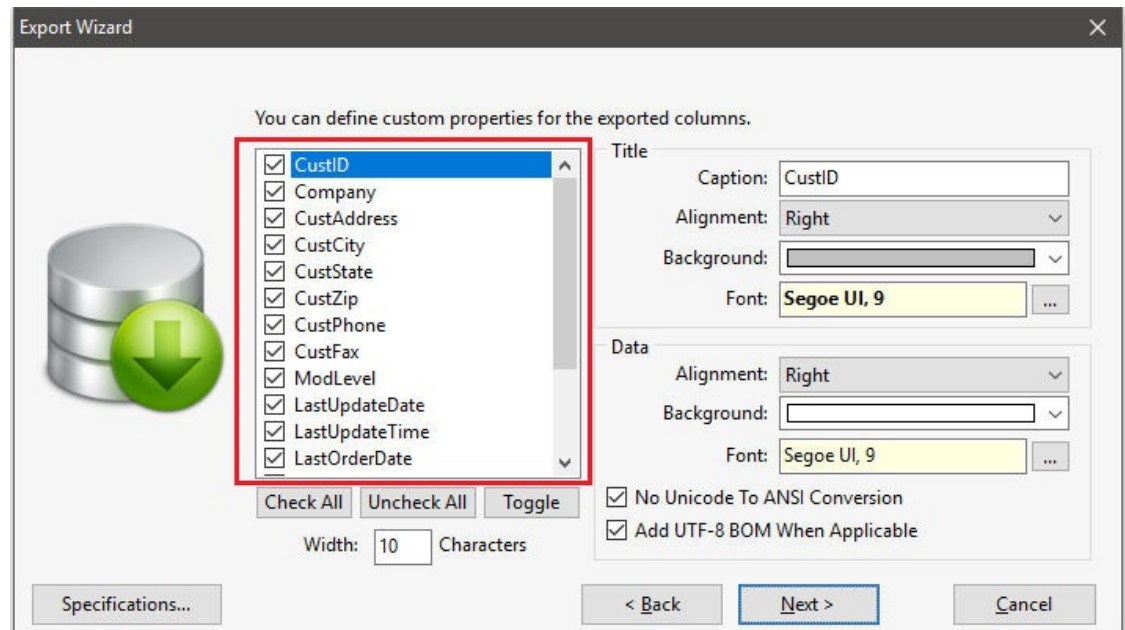 Export Wizard
You can define custom properties for the exported columns.
CustID
Company
CustAddress
CustCity
CustState
CustZip
CustPhone
CustFax
ModLevel
LastUpdateDate
LastUpdateTime
LastOrderDate
Check All Uncheck All Toggle
Width: 10 Characters
Title
Caption: CustID
Alignment: Right
Background:
Font: Segoe UI, 9 ...
Data
Alignment: Right
Background:
Font: Segoe UI, 9 ...
No Unicode To ANSI Conversion
Add UTF-8 BOM When Applicable
Specifications... < Back Next > Cancel